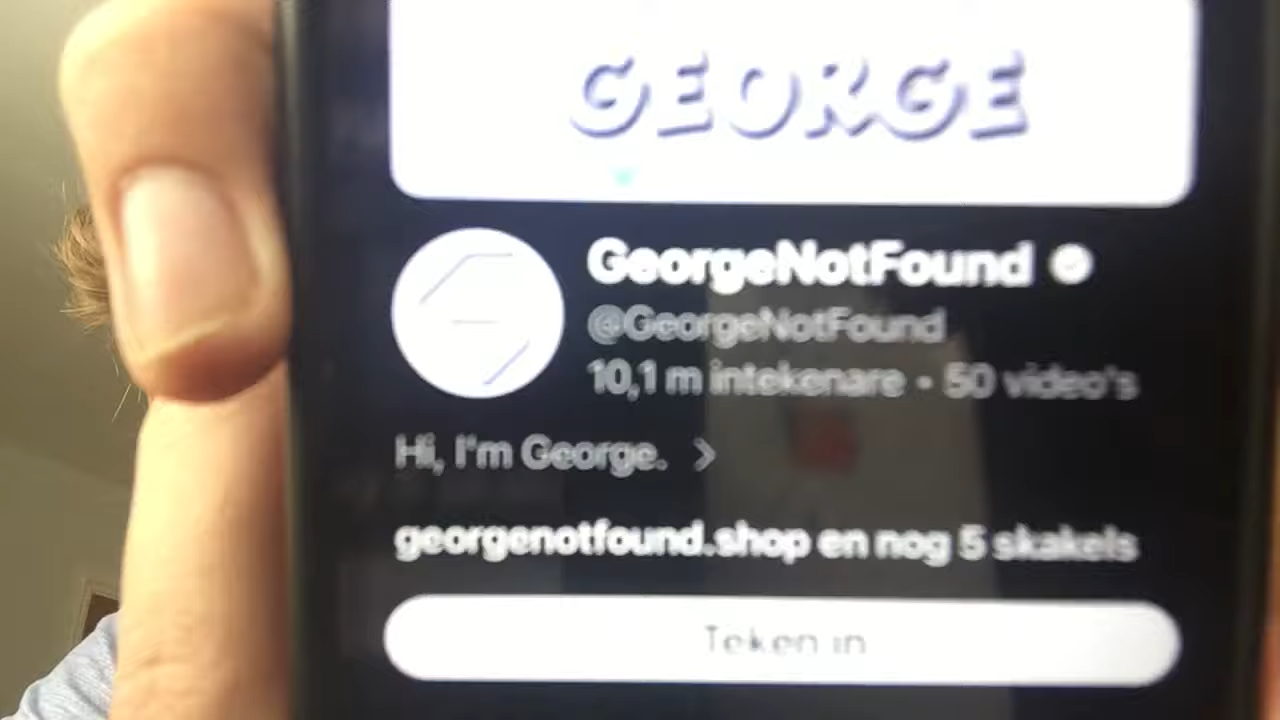 GEORGE
GeorgeNotFound
@GeorgeNotFound
10,1 m intekenare • 50 video's
Hi, I'm George. >
georgenotfound.shop en nog 5 skakels
Teken in